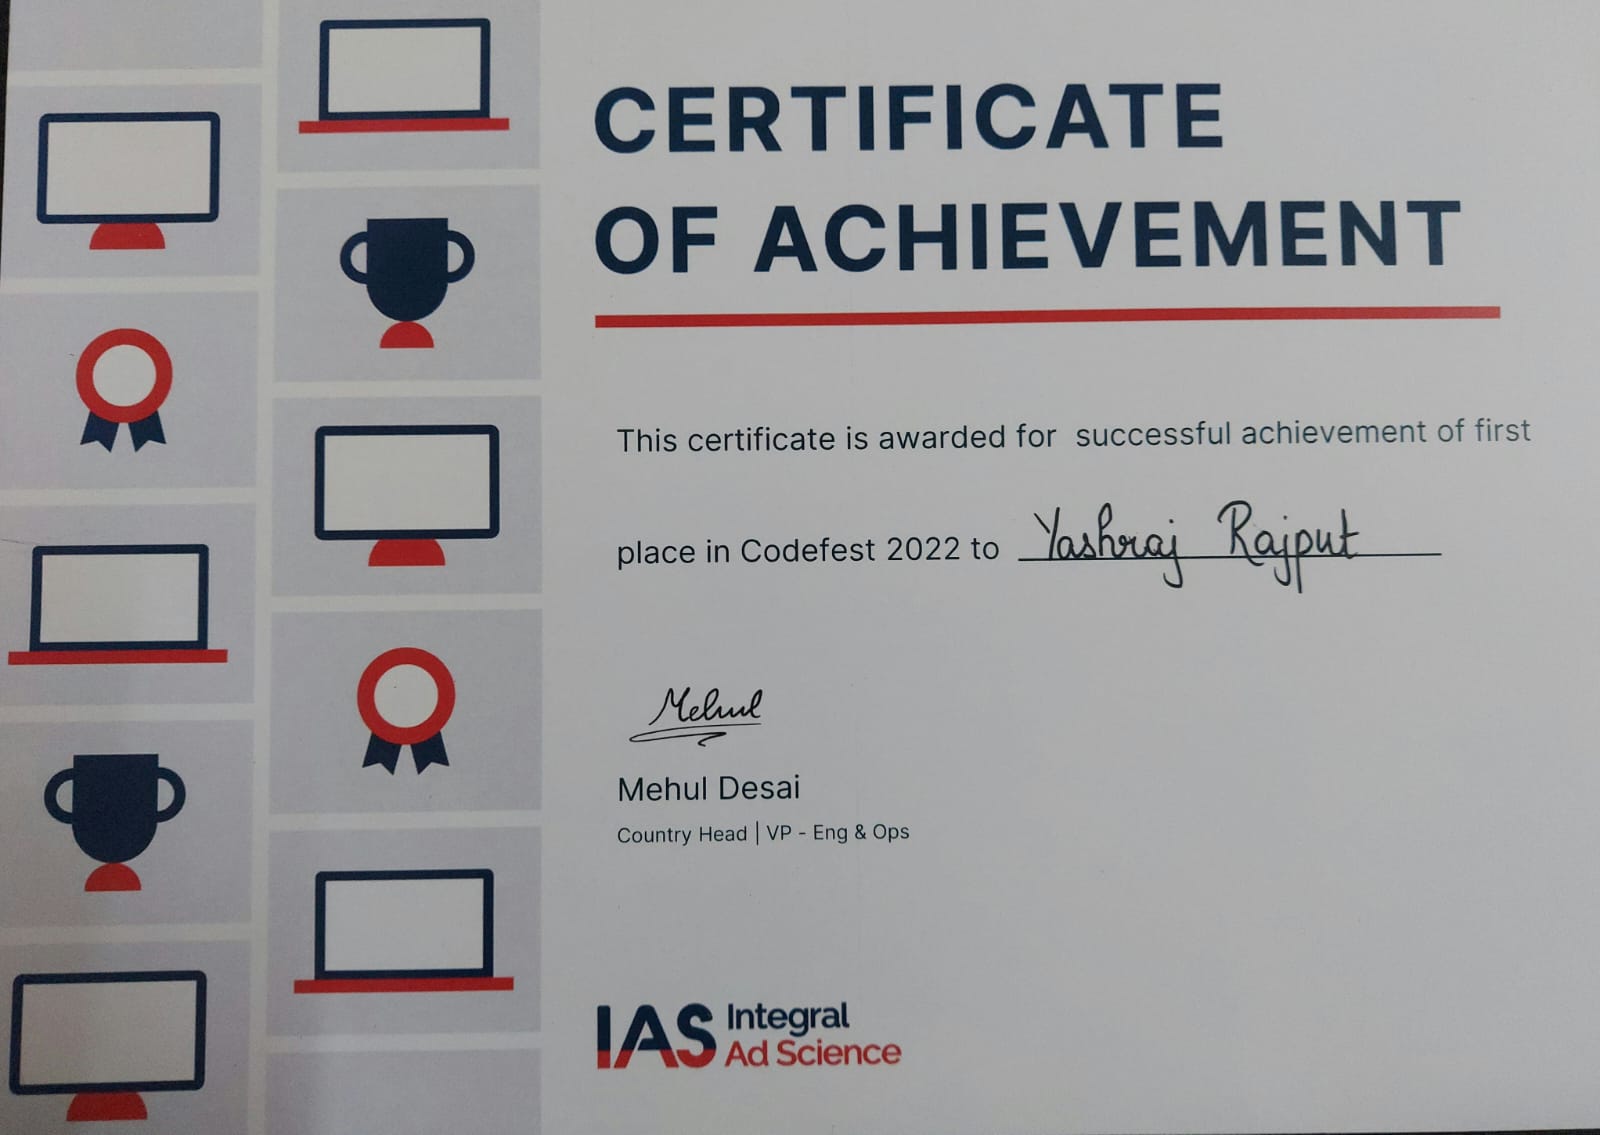 CERTIFICATE
OF ACHIEVEMENT
This certificate is awarded for successful achievement of first
place in Codefest 2022 to Yashraj Rajput
Mehul
Mehul Desai
Country Head | VP - Eng & Ops
IAS Integral
Ad Science